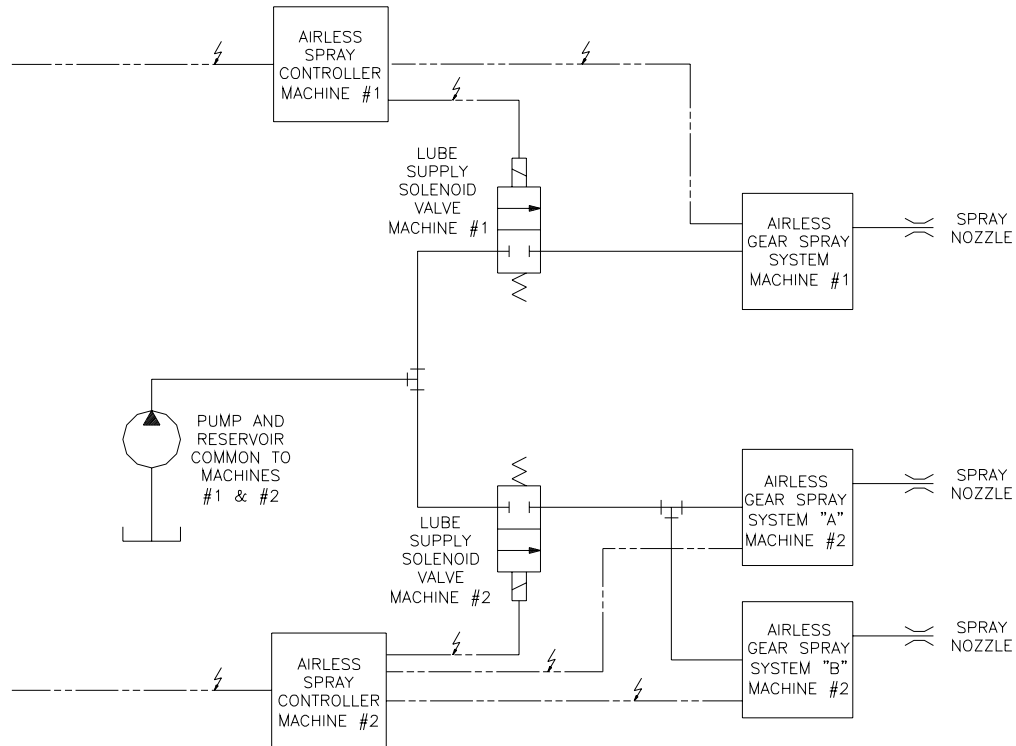 AIRLESS
SPRAY
CONTROLLER
MACHINE #1
LUBE
SUPPLY
SOLENOID
VALVE
MACHINE #1
AIRLESS
GEAR SPRAY
SYSTEM
MACHINE #1
SPRAY
NOZZLE
PUMP AND
RESERVOIR
COMMON TO
MACHINES
#1 & #2
AIRLESS
GEAR SPRAY
SYSTEM "A"
MACHINE #2
SPRAY
NOZZLE
LUBE
SUPPLY
SOLENOID
VALVE
MACHINE #2
AIRLESS
GEAR SPRAY
SYSTEM "B"
MACHINE #2
SPRAY
NOZZLE
AIRLESS
SPRAY
CONTROLLER
MACHINE #2